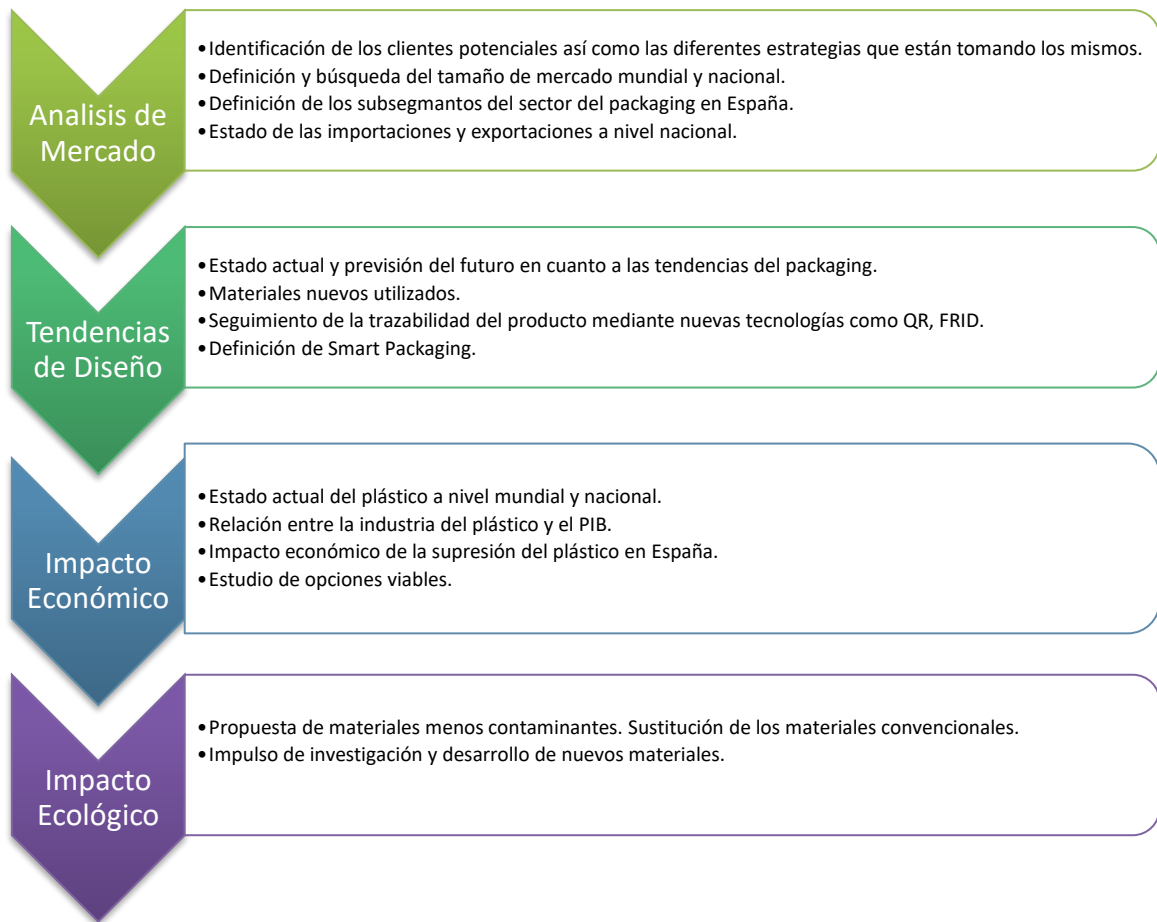 Analisis de
Mercado
•Identificación de los clientes potenciales así como las diferentes estrategias que están tomando los mismos.
•Definición y búsqueda del tamaño de mercado mundial y nacional.
•Definición de los subsegmantos del sector del packaging en España.
•Estado de las importaciones y exportaciones a nivel nacional.
Tendencias
de Diseño
•Estado actual y previsión del futuro en cuanto a las tendencias del packaging.
•Materiales nuevos utilizados.
•Seguimiento de la trazabilidad del producto mediante nuevas tecnologías como QR, FRID.
•Definición de Smart Packaging.
Impacto
Económico
•Estado actual del plástico a nivel mundial y nacional.
•Relación entre la industria del plástico y el PIB.
•Impacto económico de la supresión del plástico en España.
•Estudio de opciones viables.
Impacto
Ecológico
•Propuesta de materiales menos contaminantes. Sustitución de los materiales convencionales.
•Impulso de investigación y desarrollo de nuevos materiales.